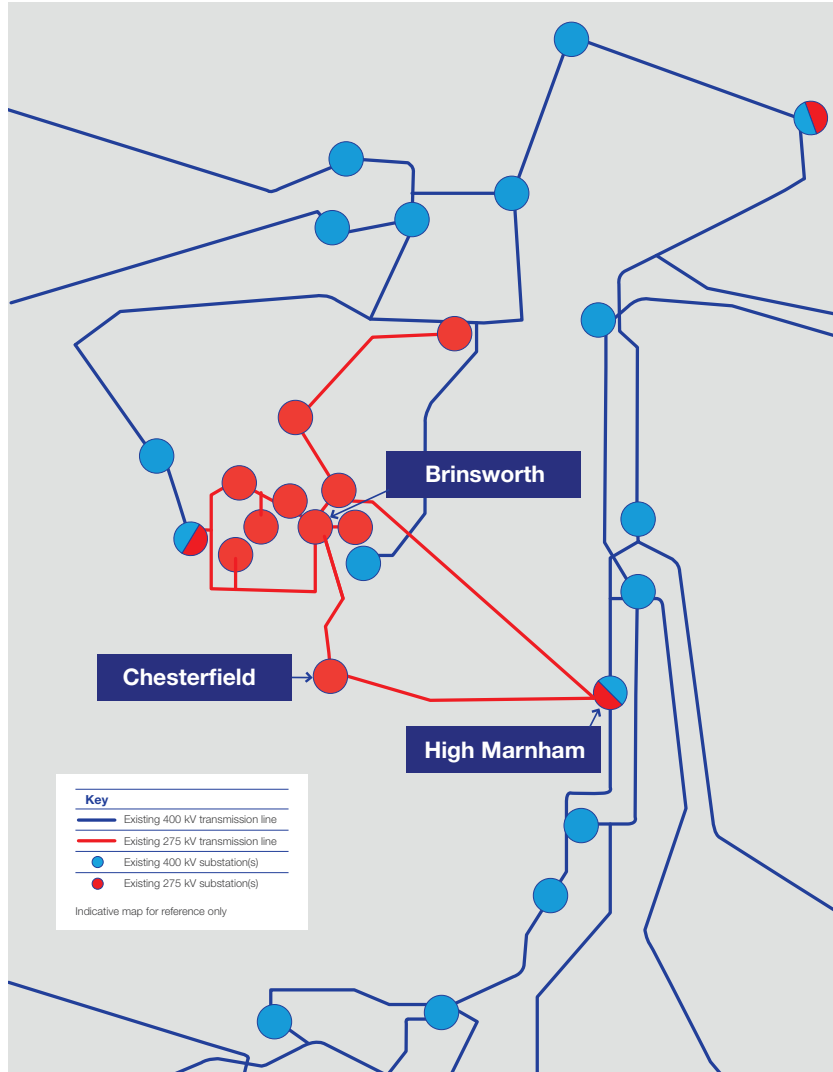 Brinsworth
Chesterfield
High Marnham
Key
Existing 400 kV transmission line
Existing 275 kV transmission line
Existing 400 kV substation(s)
Existing 275 kV substation(s)
Indicative map for reference only